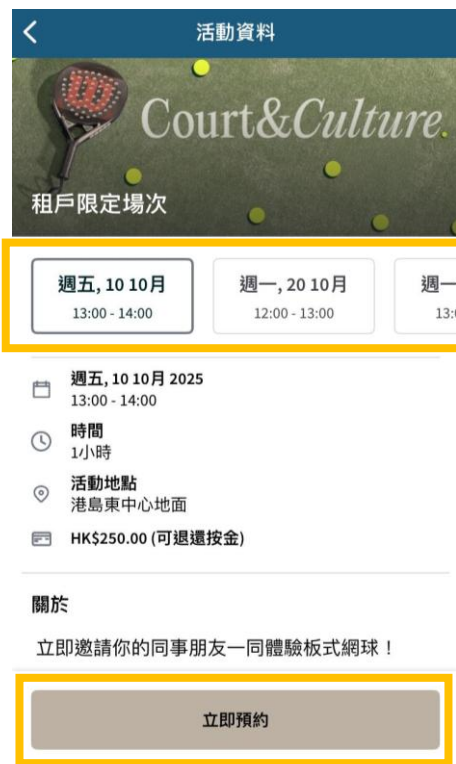 活動資料
Court&Culture.
租戶限定場次
週五, 10 10月
13:00 - 14:00
週一, 20 10月
12:00 - 13:00
週一
週五, 10 10月 2025
13:00 - 14:00
時間
1小時
活動地點
港島東中心地面
HK$250.00 (可退還按金)
關於
立即邀請你的同事朋友一同體驗板式網球！
立即預約